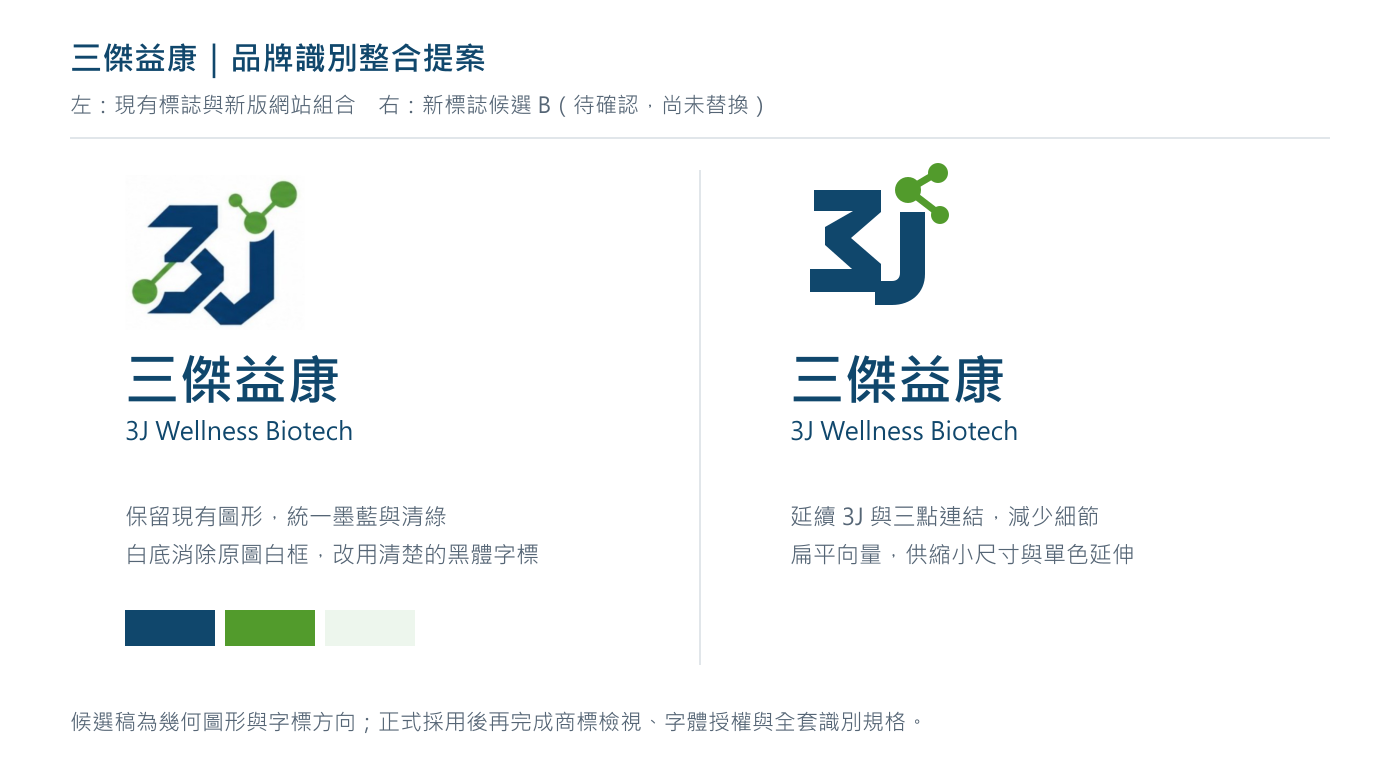 三傑益康｜品牌識別整合提案
左：現有標誌與新版網站組合　右：新標誌候選 B（待確認，尚未替換）
3J
三傑益康
3J Wellness Biotech
保留現有圖形，統一墨藍與清綠
白底消除原圖白框，改用清楚的黑體字標
3J
三傑益康
3J Wellness Biotech
延續 3J 與三點連結，減少細節
扁平向量，供縮小尺寸與單色延伸
候選稿為幾何圖形與字標方向；正式採用後再完成商標檢視、字體授權與全套識別規格。